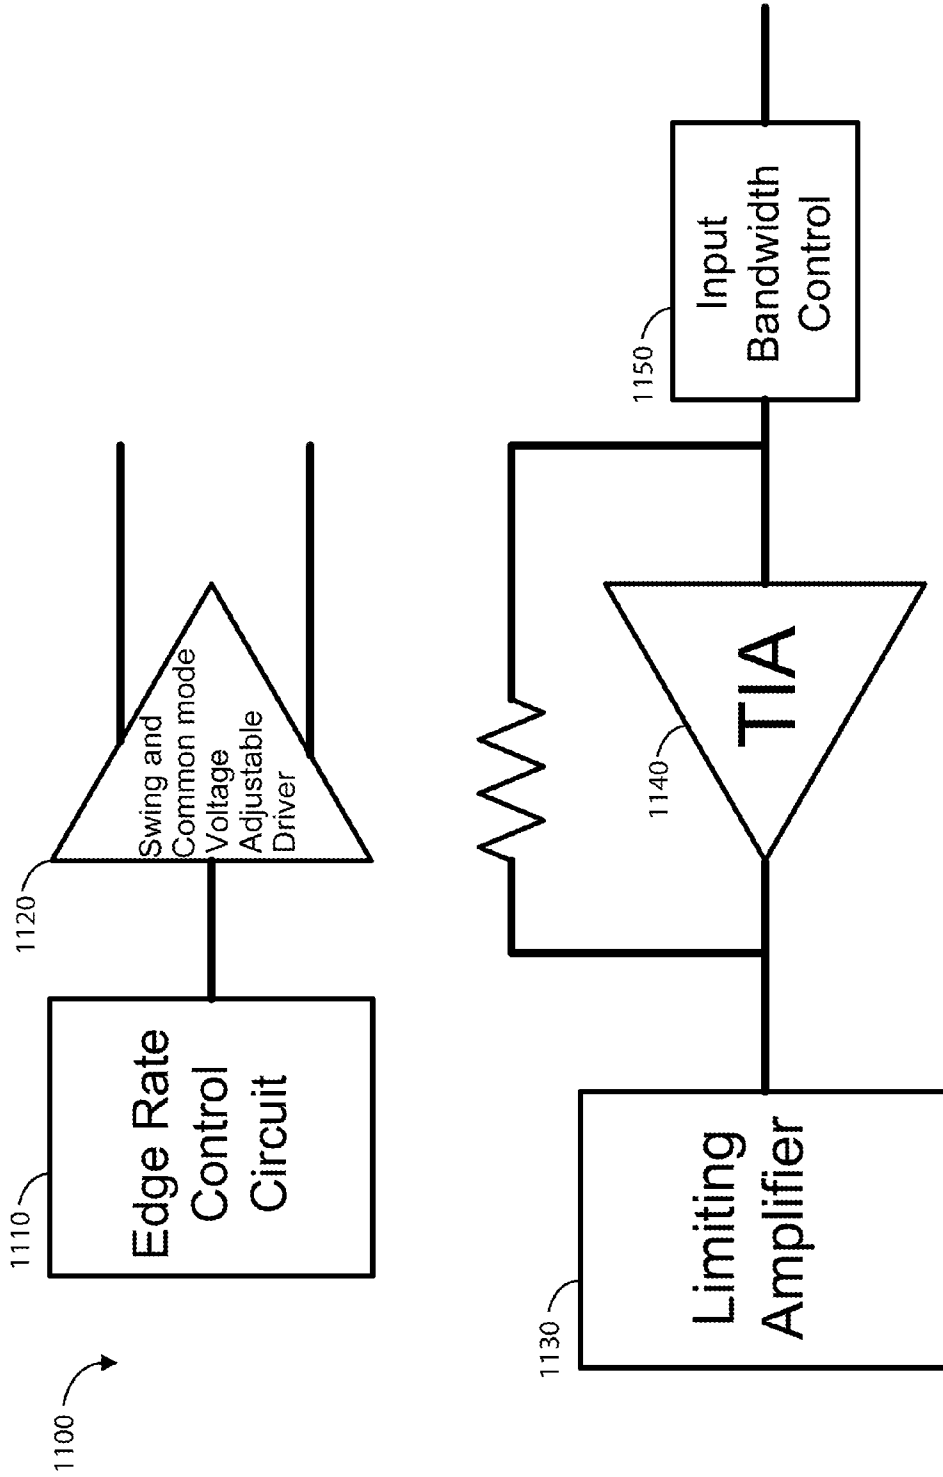 1100
1110
Edge Rate
Control
Circuit
1120
Swing and
Common mode
Voltage
Adjustable
Driver
1130
Limiting
Amplifier
1140
TIA
1150
Input
Bandwidth
Control